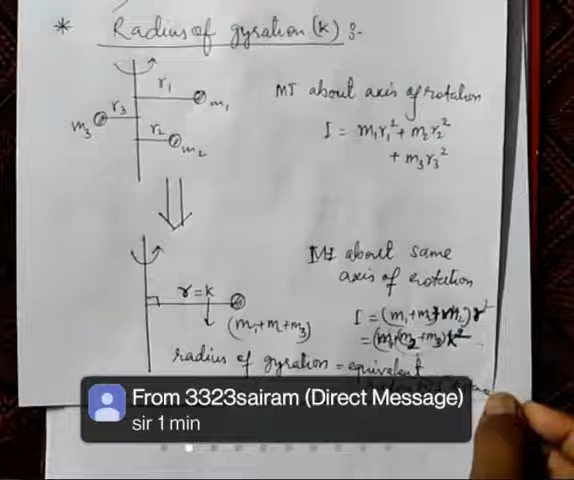 * Radius of gyration (k) :-
r₁
m₁
r₃
m₃
r₂
m₂
MI about axis of rotation
I = m₁r₁² + m₂r₂²
+ m₃r₃²
MI about same
axis of rotation
r = k
(m₁+m+m₃)
I = (m₁+m₃+m₂)r²
= (m₁+m₂+m₃)k²
radius of gyration = equivalent
From 3323sairam (Direct Message)
sir 1 min